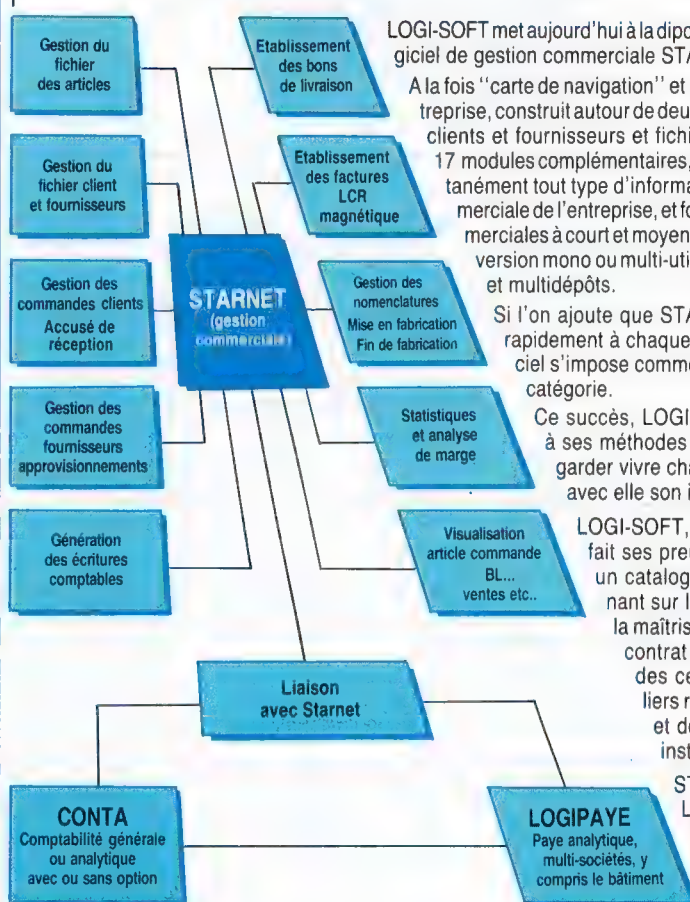 Gestion du
fichier
des articles
Gestion du
fichier client
et fournisseurs
Gestion des
commandes clients
Accusé de
réception
Gestion des
commandes
fournisseurs
approvisionnements
Génération
des écritures
comptables
STARNET
(gestion
commerciale)
Etablissement
des bons
de livraison
Etablissement
des factures
LCR
magnétique
Gestion des
nomenclatures
Mise en fabrication
Fin de fabrication
Statistiques
et analyse
de marge
Visualisation
article commande
BL...
ventes etc..
Liaison
avec Starnet
CONTA
Comptabilité générale
ou analytique
avec ou sans option
LOGIPAYE
Paye analytique,
multi-sociétés, y
compris le bâtiment
LOGI-SOFT met aujourd'hui à la dipo
giciel de gestion commerciale STA
A la fois "carte de navigation" et
treprise, construit autour de deu
clients et fournisseurs et fichi
17 modules complémentaires,
tanément tout type d'informa
merciale de l'entreprise, et fo
merciales à court et moyen
version mono ou multi-uti
et multidépôts.
Si l'on ajoute que STA
rapidement à chaque
ciel s'impose comme
catégorie.
Ce succès, LOGI
à ses méthodes
garder vivre cha
avec elle son i
LOGI-SOFT,
fait ses preu
un catalog
nant sur l
la maîtris
contrat
des ce
liers r
et de
inst
ST
L